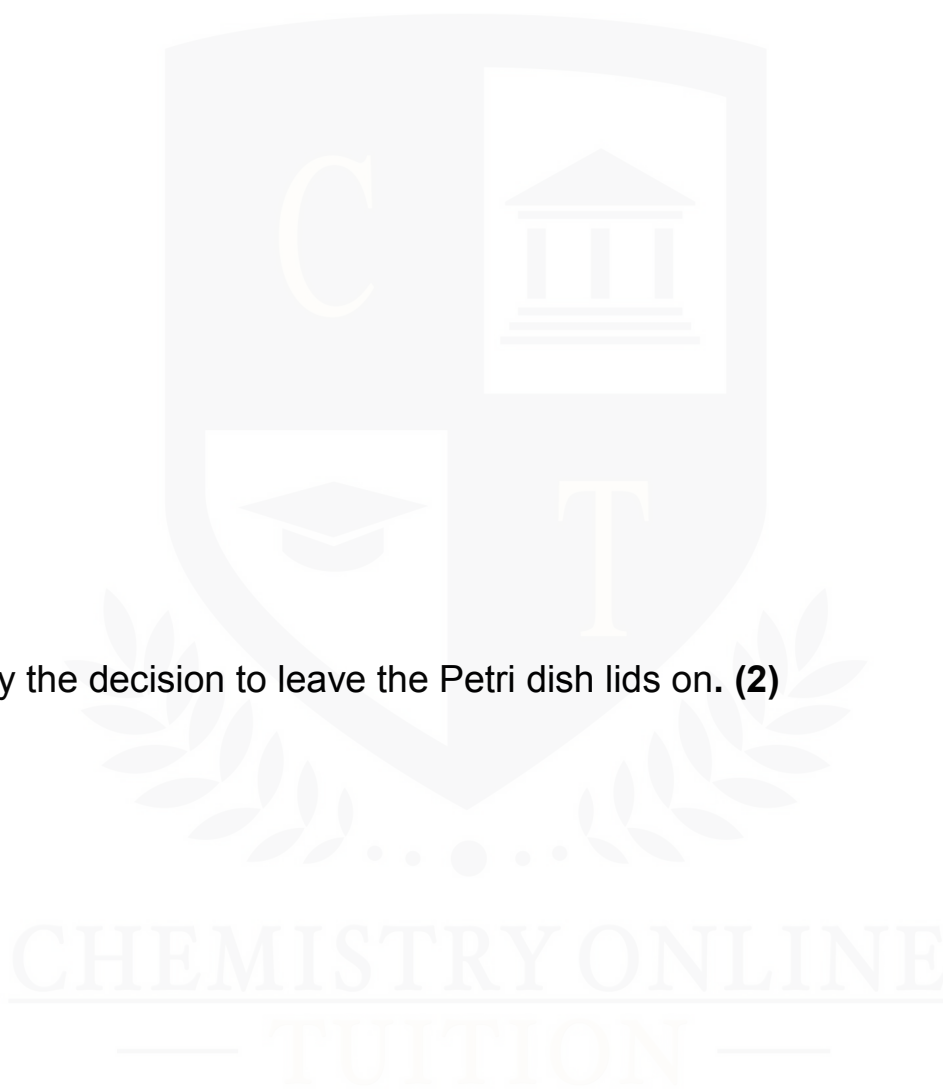 C
T
y the decision to leave the Petri dish lids on. (2)
CHEMISTRY ONLINE
TUITION